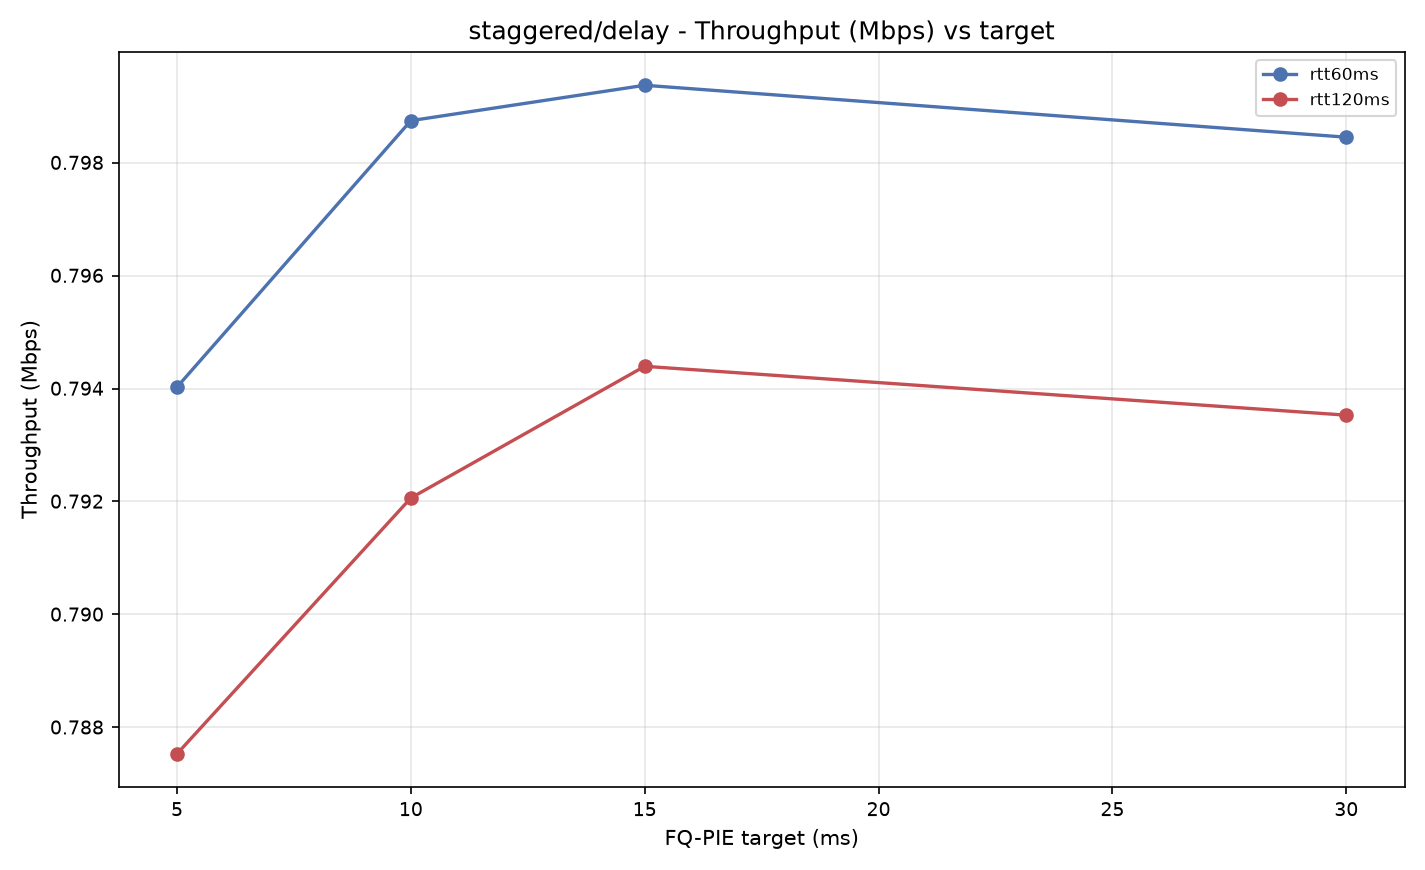 staggered/delay - Throughput (Mbps) vs target
rtt60ms
rtt120ms
Throughput (Mbps)
0.798
0.796
0.794
0.792
0.790
0.788
5 10 15 20 25 30
FQ-PIE target (ms)